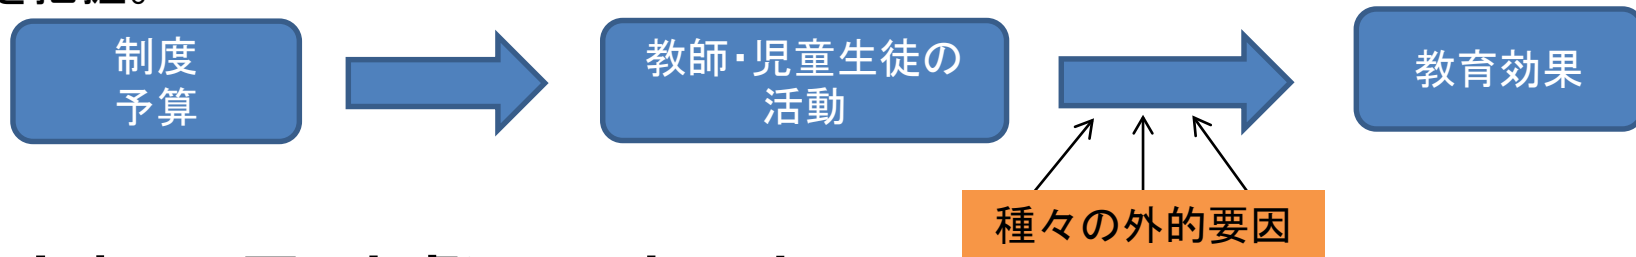 制度
予算
教師・児童生徒の
活動
教育効果
種々の外的要因